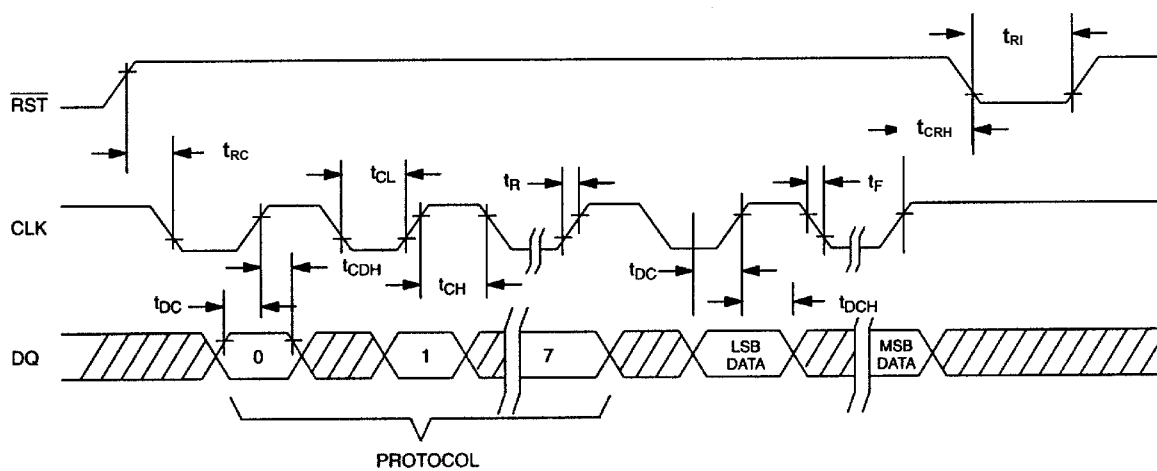 t_RI
RST
t_CRH
t_RC
t_CL
t_R
t_F
CLK
t_CDH
t_DC
t_CH
t_DC
t_DCH
DQ
0
1
7
LSB
DATA
MSB
DATA
PROTOCOL